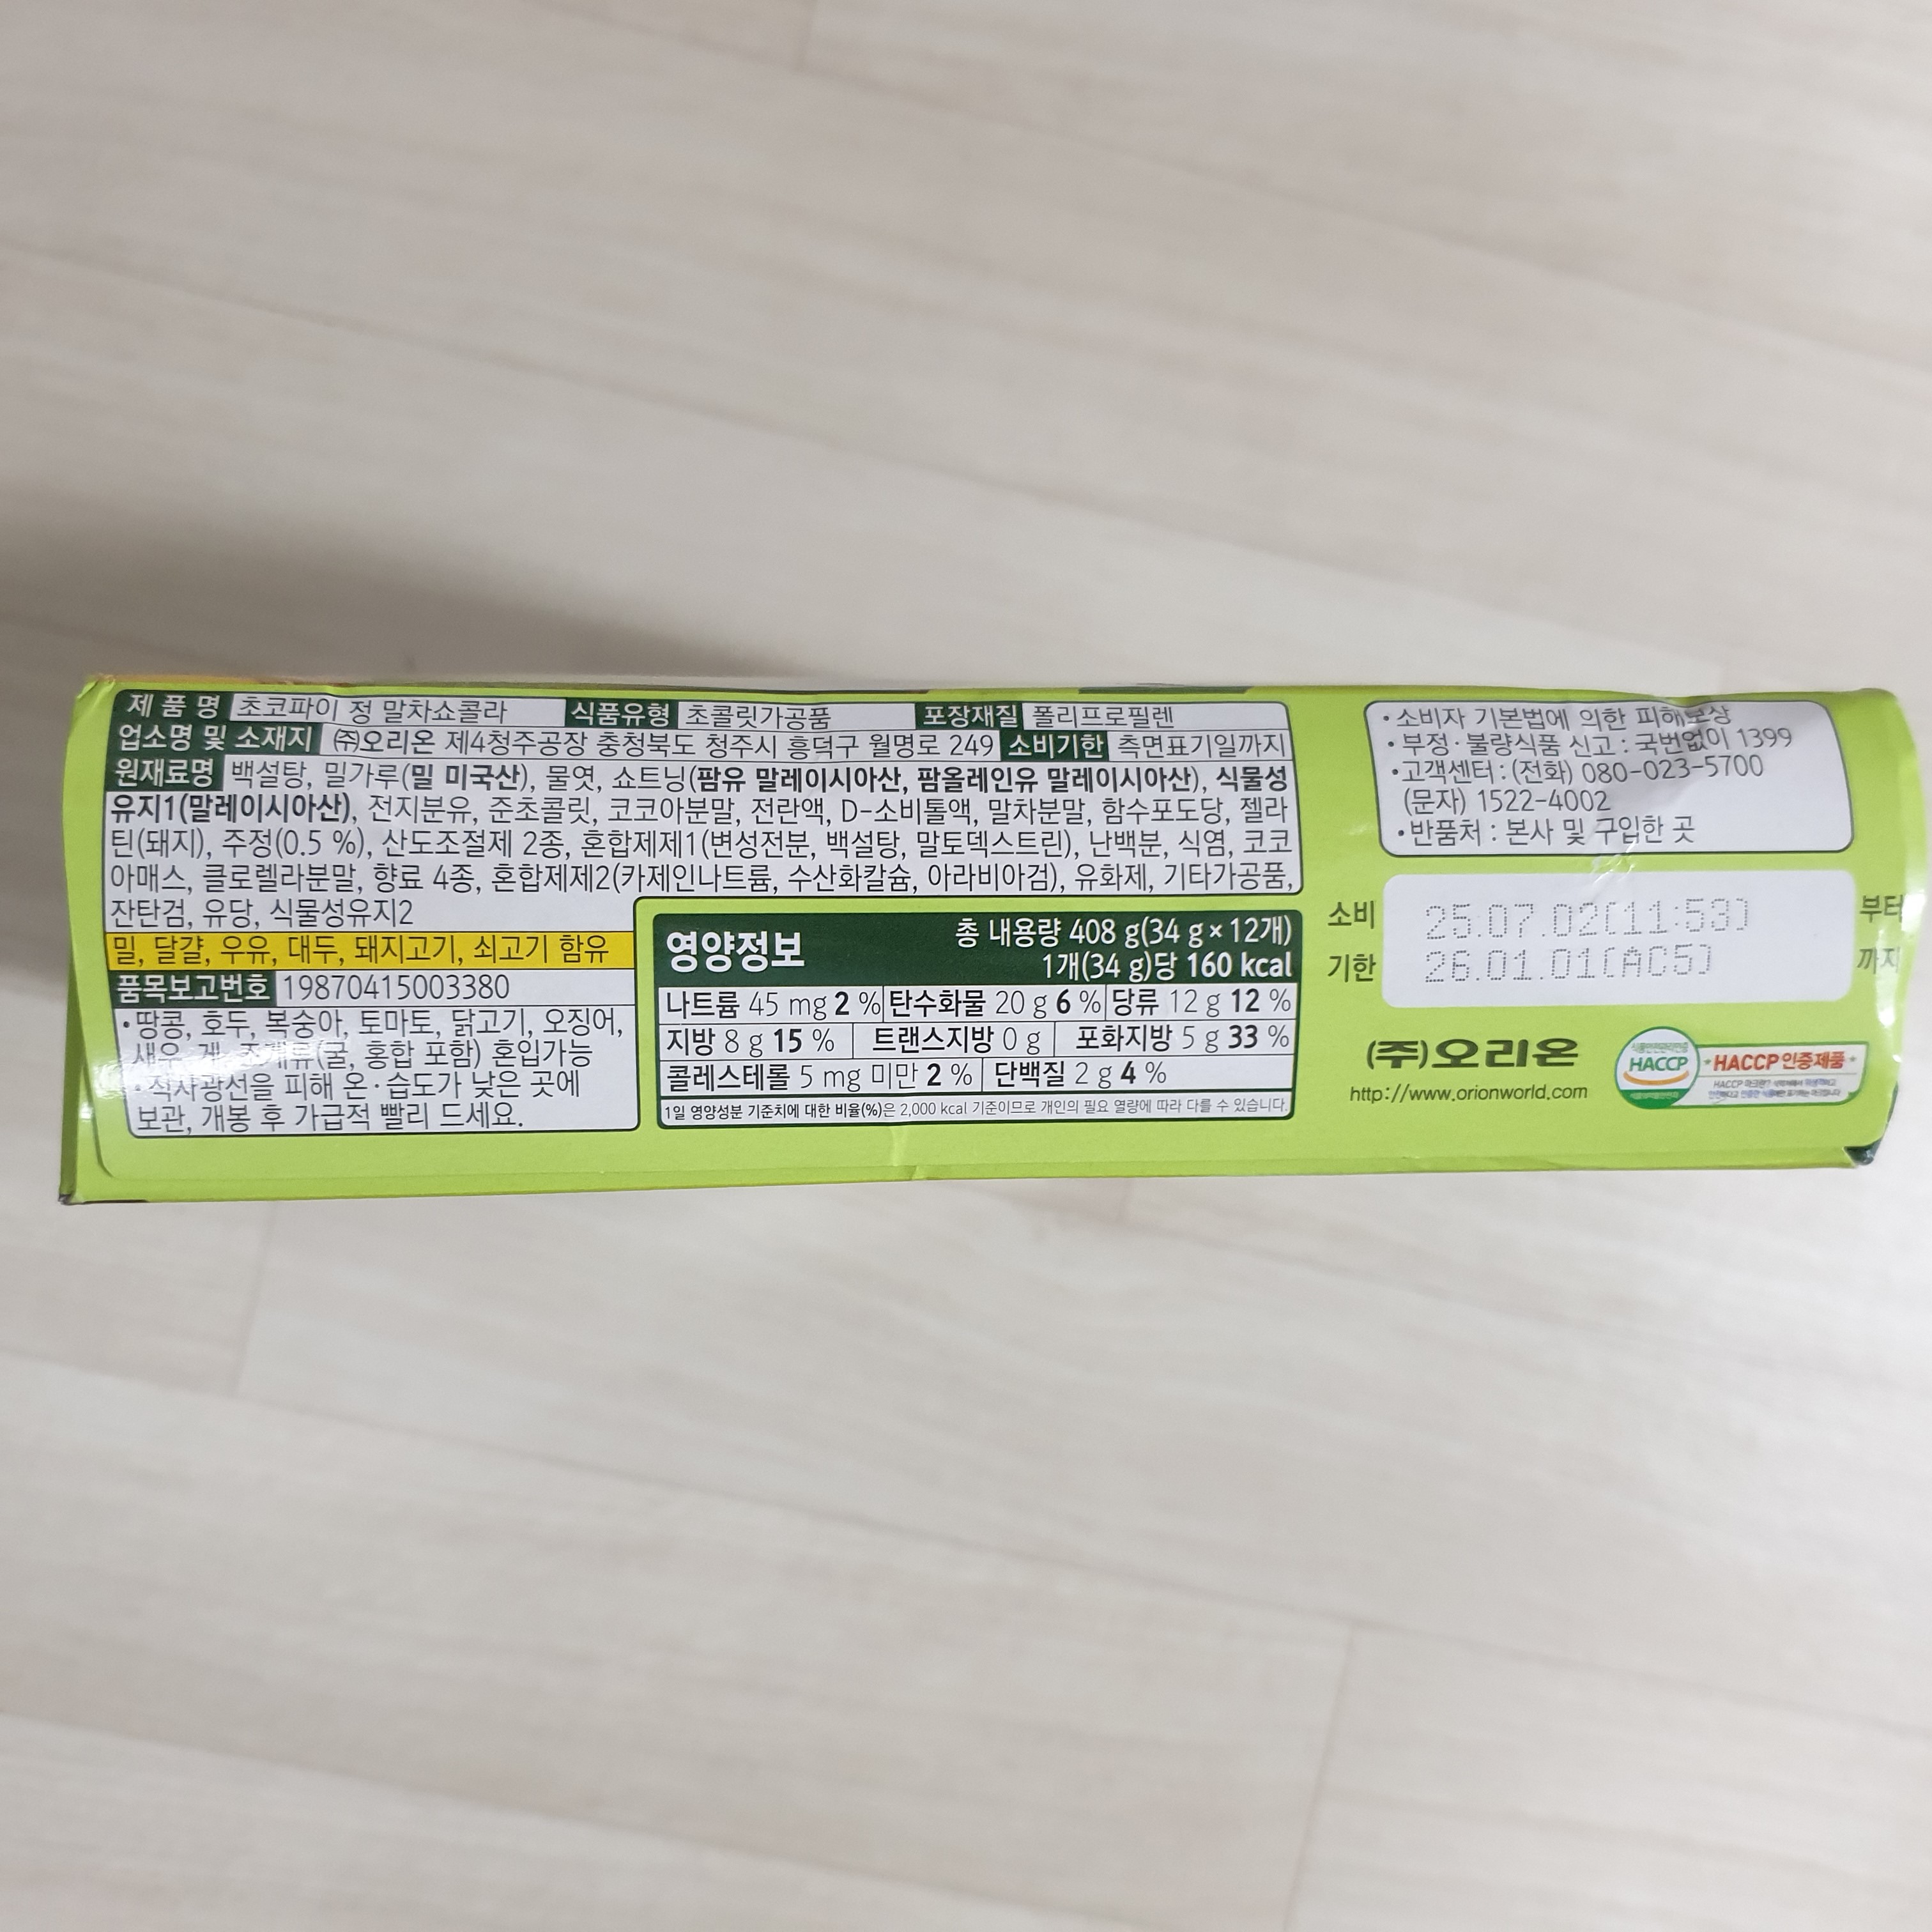 제 품 명 초코파이 정 말차쇼콜라 식품유형 초콜릿가공품 포장재질 폴리프로필렌
업소명 및 소재지 ㈜오리온 제4청주공장 충청북도 청주시 흥덕구 월명로 249 소비기한 측면표기일까지
원재료명 백설탕, 밀가루(밀 미국산), 물엿, 쇼트닝(팜유 말레이시아산, 팜올레인유 말레이시아산), 식물성
유지1(말레이시아산), 전지분유, 준초콜릿, 코코아분말, 전란액, D-소비톨액, 말차분말, 함수포도당, 젤라
틴(돼지), 주정(0.5 %), 산도조절제 2종, 혼합제제1(변성전분, 백설탕, 말토덱스트린), 난백분, 식염, 코코
아매스, 클로렐라분말, 향료 4종, 혼합제제2(카제인나트륨, 수산화칼슘, 아라비아검), 유화제, 기타가공품,
잔탄검, 유당, 식물성유지2
밀, 달걀, 우유, 대두, 돼지고기, 쇠고기 함유
품목보고번호 19870415003380
• 땅콩, 호두, 복숭아, 토마토, 닭고기, 오징어,
새우, 게, 조개류(굴, 홍합 포함) 혼입가능
• 직사광선을 피해 온·습도가 낮은 곳에
보관, 개봉 후 가급적 빨리 드세요.
영양정보
총 내용량 408 g(34 g × 12개)
1개(34 g)당 160 kcal
나트륨 45 mg 2 % 탄수화물 20 g 6 % 당류 12 g 12 %
지방 8 g 15 % 트랜스지방 0 g 포화지방 5 g 33 %
콜레스테롤 5 mg 미만 2 % 단백질 2 g 4 %
1일 영양성분 기준치에 대한 비율(%)은 2,000 kcal 기준이므로 개인의 필요 열량에 따라 다를 수 있습니다.
• 소비자 기본법에 의한 피해보상
• 부정·불량식품 신고 : 국번없이 1399
• 고객센터 : (전화) 080-023-5700
(문자) 1522-4002
• 반품처 : 본사 및 구입한 곳
소비 25.07.02(11:53) 부터
기한 26.01.01(AC5) 까지
(주)오리온
http://www.orionworld.com
HACCP
HACCP 인증제품